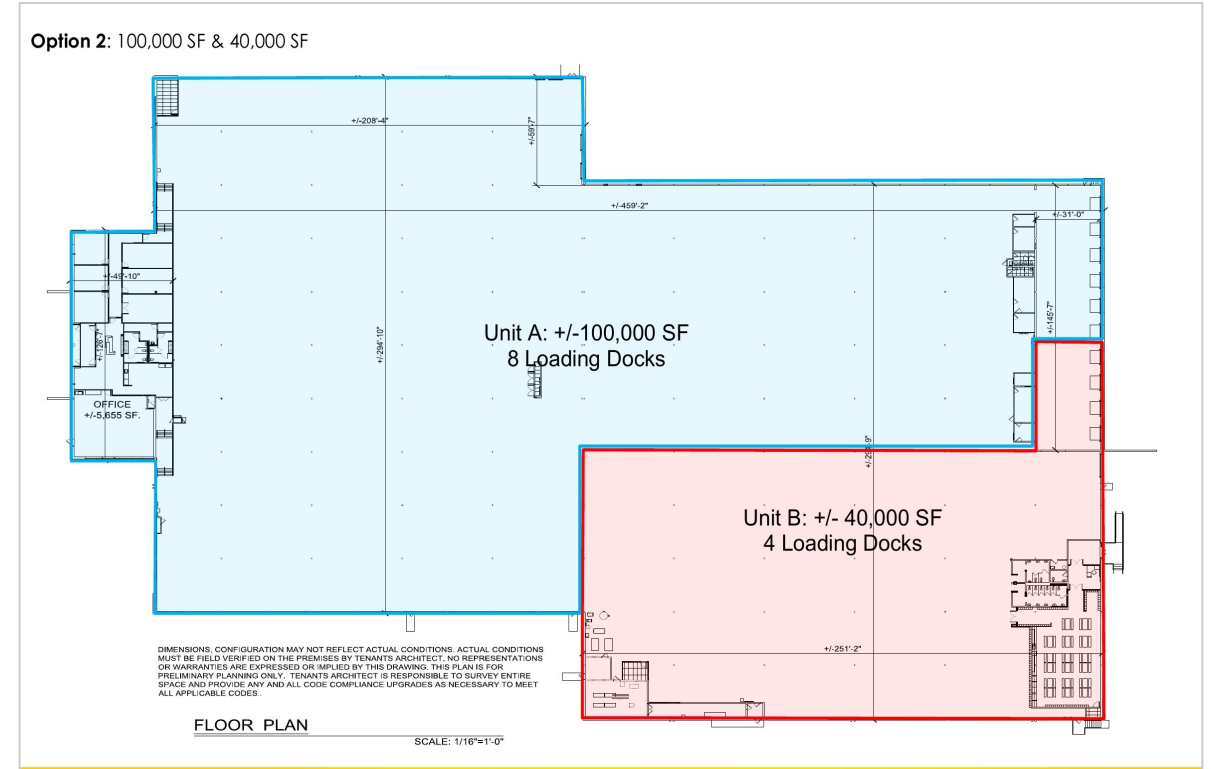 Option 2: 100,000 SF & 40,000 SF
+/-208'-4"
+/-59'-7"
+/-459'-2"
+/-31'-0"
+/-49'-10"
+/-126'-7"
+/-294'-10"
+/-145'-7"
Unit A: +/-100,000 SF
8 Loading Docks
OFFICE
+/-5,655 SF.
Unit B: +/- 40,000 SF
4 Loading Docks
+/-251'-2"
DIMENSIONS, CONFIGURATION MAY NOT REFLECT ACTUAL CONDITIONS. ACTUAL CONDITIONS
MUST BE FIELD VERIFIED ON THE PREMISES BY TENANTS ARCHITECT. NO REPRESENTATIONS
OR WARRANTIES ARE EXPRESSED OR IMPLIED BY THIS DRAWING. THIS PLAN IS FOR
PRELIMINARY PLANNING ONLY. TENANTS ARCHITECT IS RESPONSIBLE TO SURVEY ENTIRE
SPACE AND PROVIDE ANY AND ALL CODE COMPLIANCE UPGRADES AS NECESSARY TO MEET
ALL APPLICABLE CODES..
FLOOR PLAN
SCALE: 1/16"=1'-0"